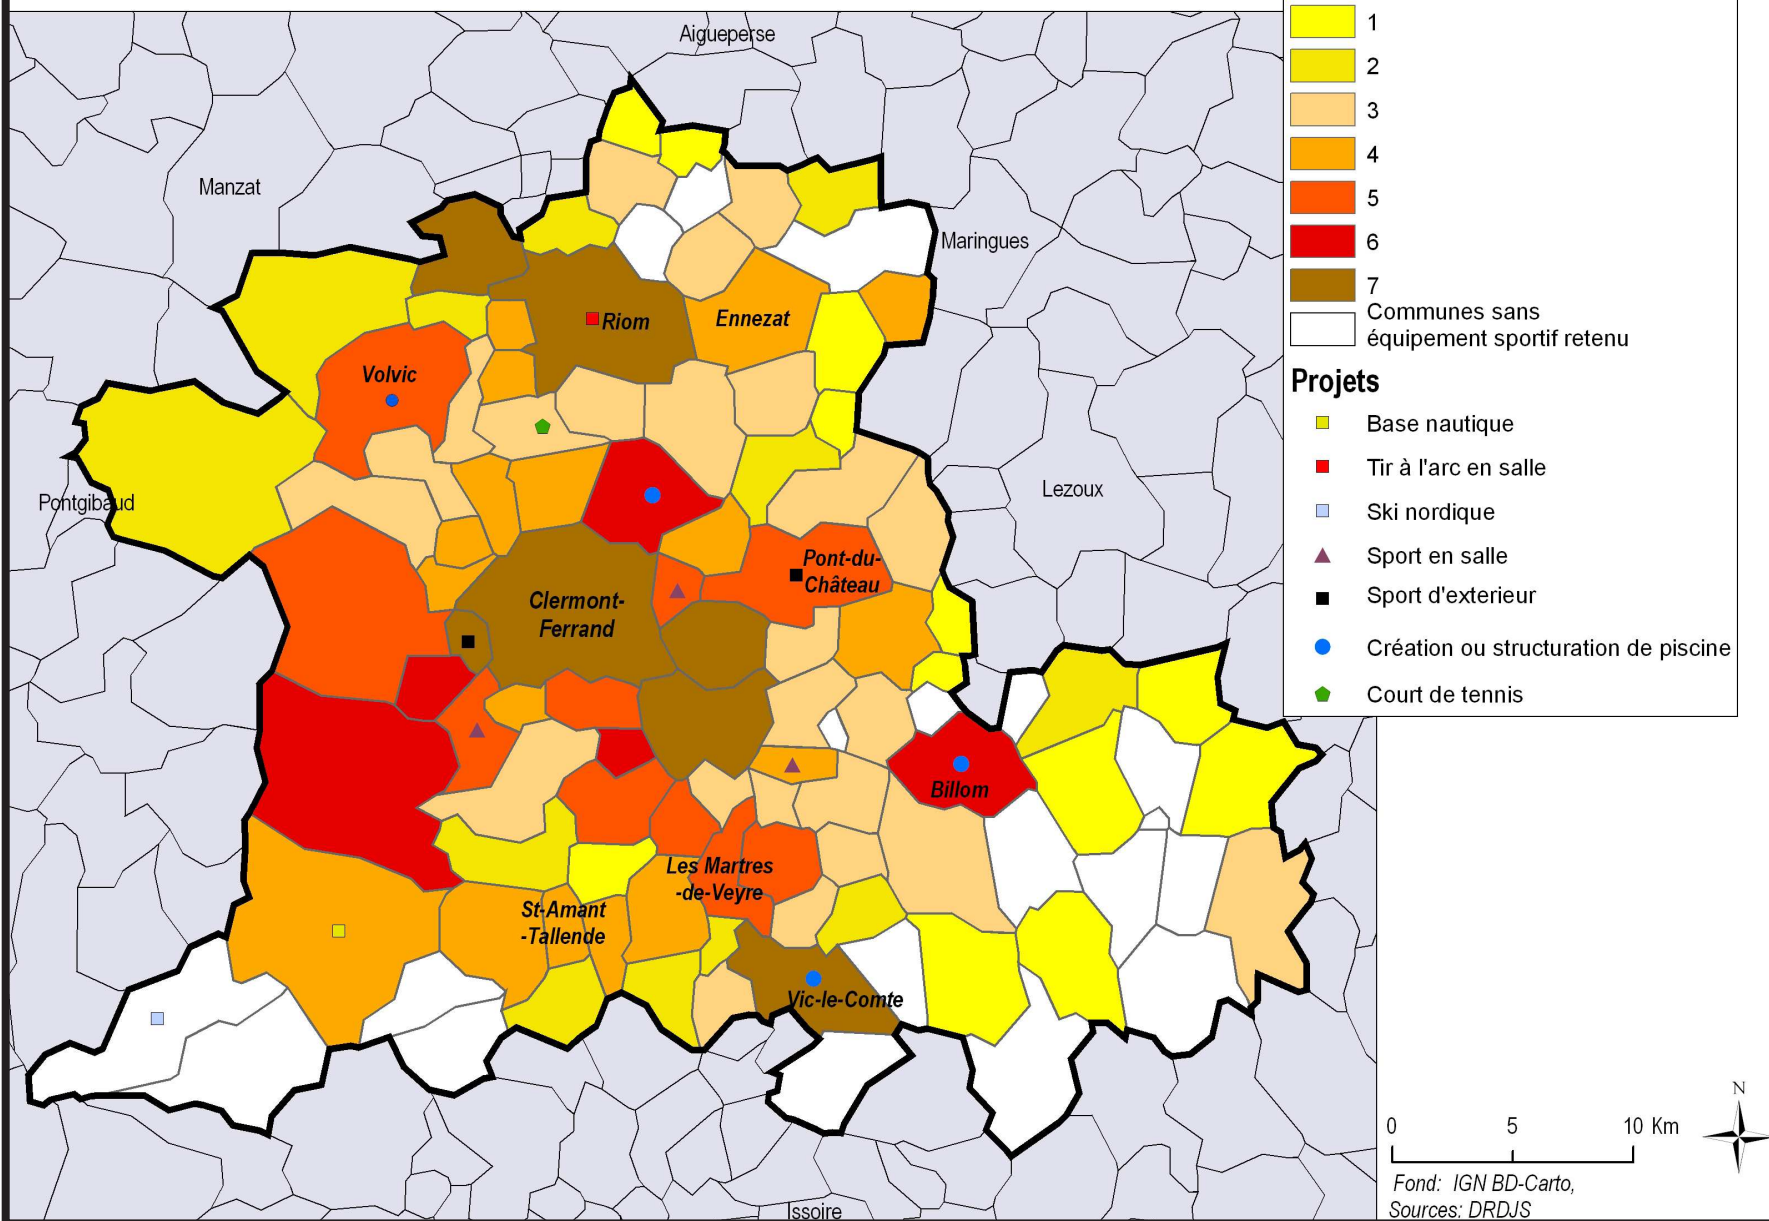 Aigueperse
Manzat
Maringues
Riom
Ennezat
Volvic
Pontgibaud
Lezoux
Pont-du-
Château
Clermont-
Ferrand
Billom
Les Martres
-de-Veyre
St-Amant
-Tallende
Vic-le-Comte
Issoire
1
2
3
4
5
6
7
Communes sans
équipement sportif retenu
Projets
Base nautique
Tir à l'arc en salle
Ski nordique
Sport en salle
Sport d'exterieur
Création ou structuration de piscine
Court de tennis
N
0 5 10 Km
Fond: IGN BD-Carto,
Sources: DRDJS